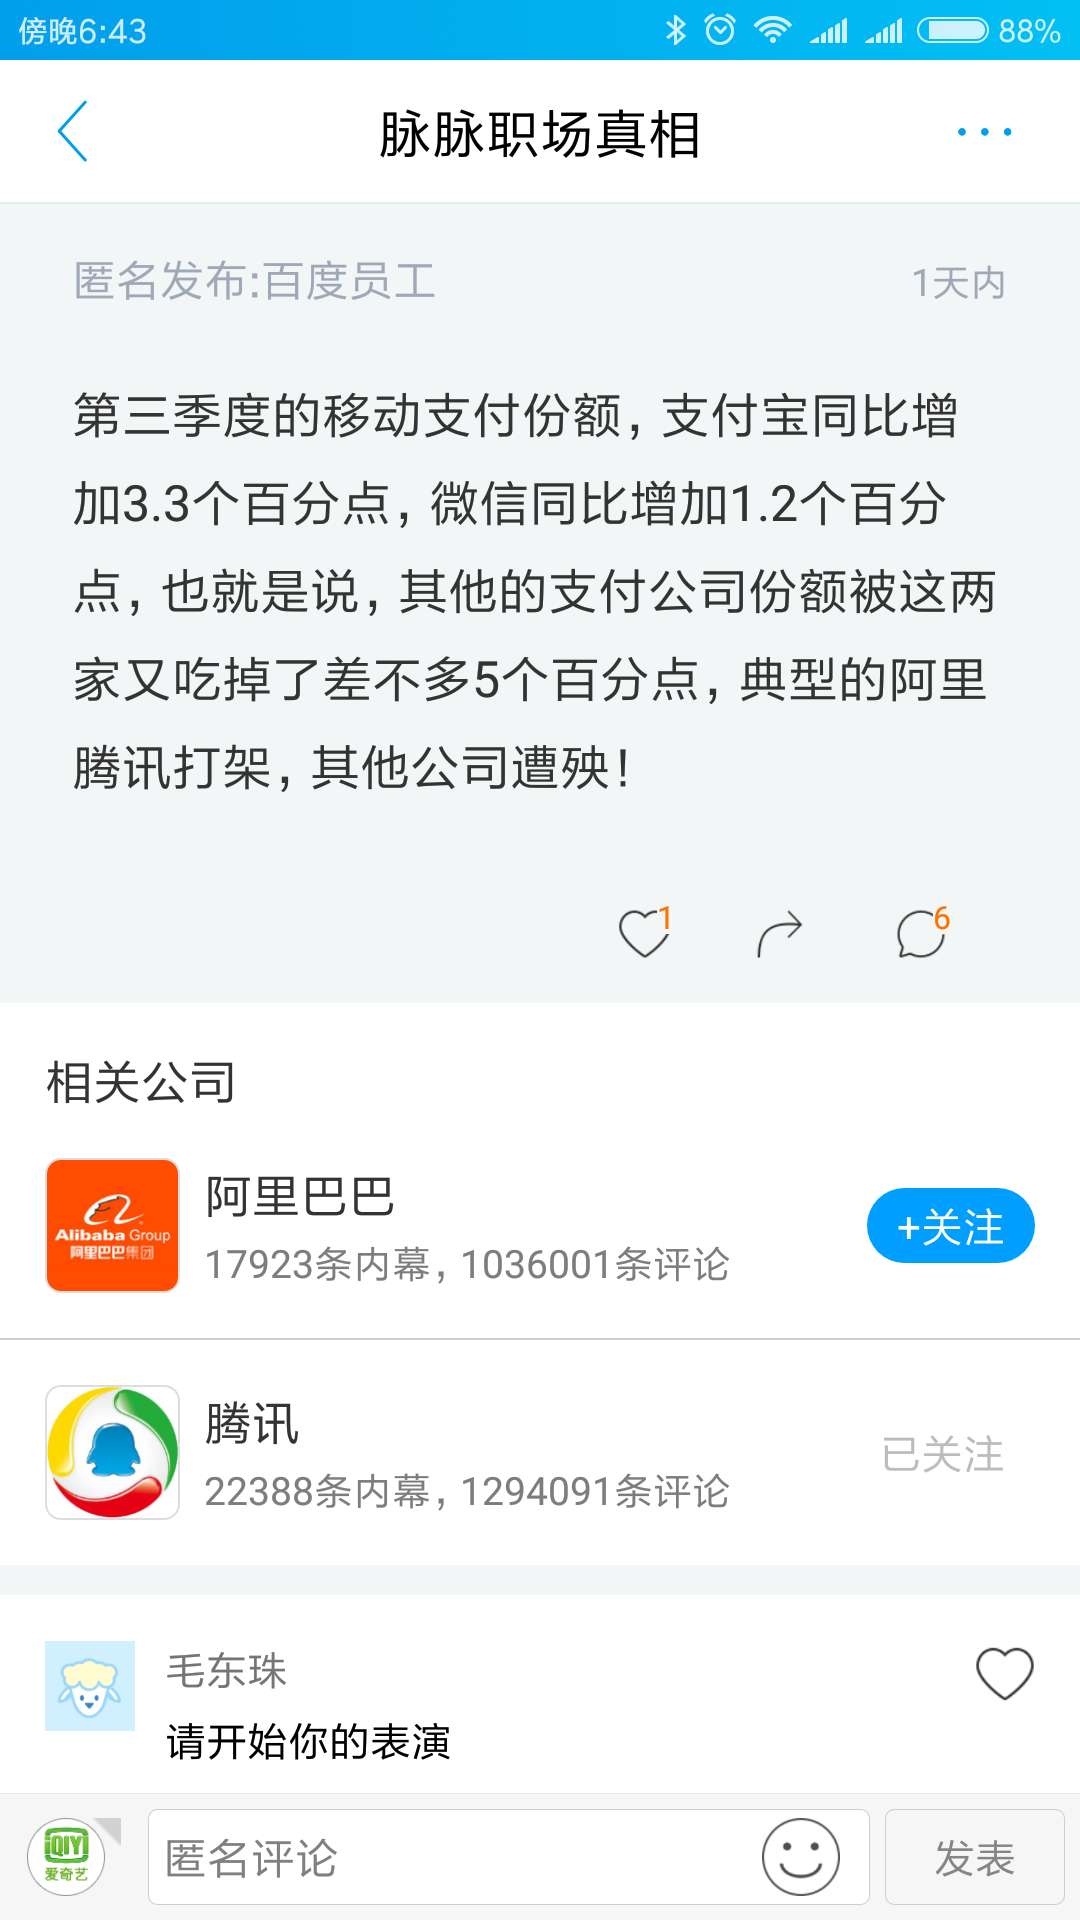 傍晚6:43
88%
脉脉职场真相
匿名发布:百度员工
1天内
第三季度的移动支付份额，支付宝同比增
加3.3个百分点，微信同比增加1.2个百分
点，也就是说，其他的支付公司份额被这两
家又吃掉了差不多5个百分点，典型的阿里
腾讯打架，其他公司遭殃！
1
6
相关公司
Alibaba Group
阿里巴巴集团
阿里巴巴
17923条内幕，1036001条评论
+关注
腾讯
22388条内幕，1294091条评论
已关注
毛东珠
请开始你的表演
iQIYI
爱奇艺
匿名评论
发表